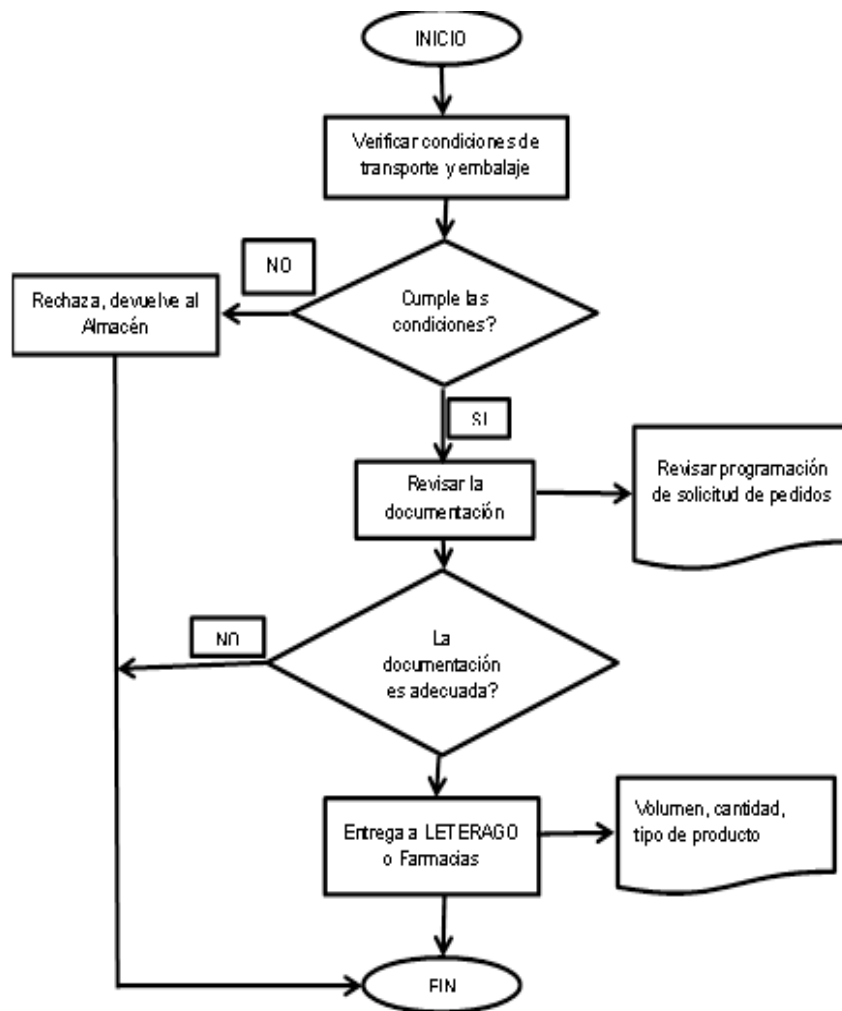 INICIO
Verificar condiciones de
transporte y embalaje
NO
Rechaza, devuelve al
Almacén
Cumple las
condiciones?
SI
Revisar la
documentación
Revisar programación
de solicitud de pedidos
NO
La
documentación
es adecuada?
Entrega a LETERAGO
o Farmacias
Volumen, cantidad,
tipo de producto
FIN